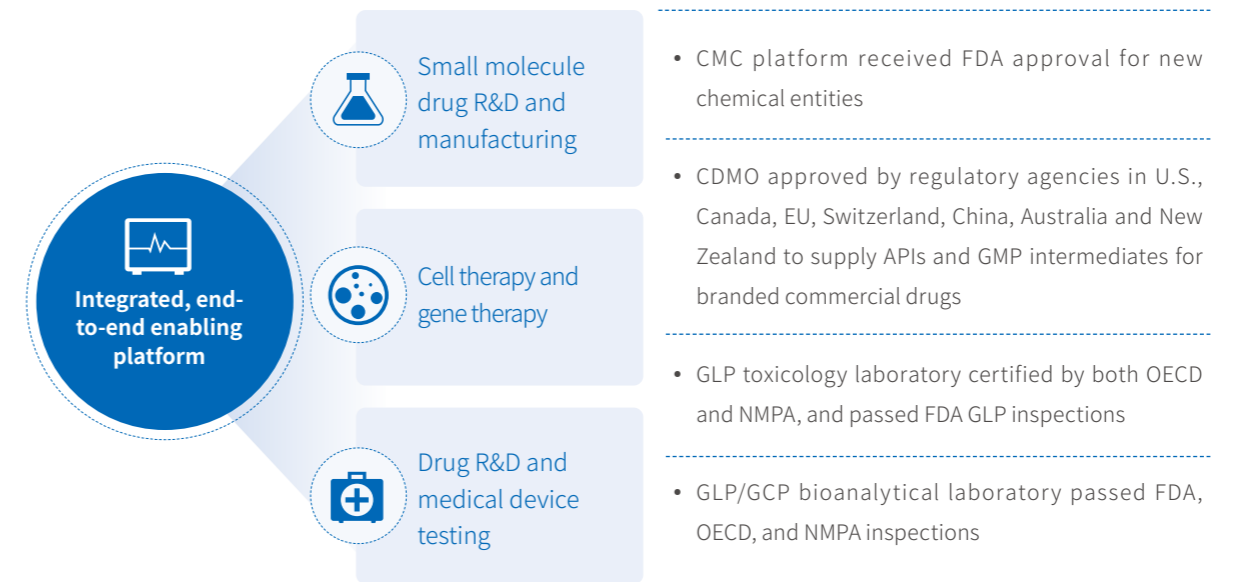 Integrated, end-
to-end enabling
platform
Small molecule
drug R&D and
manufacturing
Cell therapy and
gene therapy
Drug R&D and
medical device
testing
• CMC platform received FDA approval for new
chemical entities
• CDMO approved by regulatory agencies in U.S.,
Canada, EU, Switzerland, China, Australia and New
Zealand to supply APIs and GMP intermediates for
branded commercial drugs
• GLP toxicology laboratory certified by both OECD
and NMPA, and passed FDA GLP inspections
• GLP/GCP bioanalytical laboratory passed FDA,
OECD, and NMPA inspections